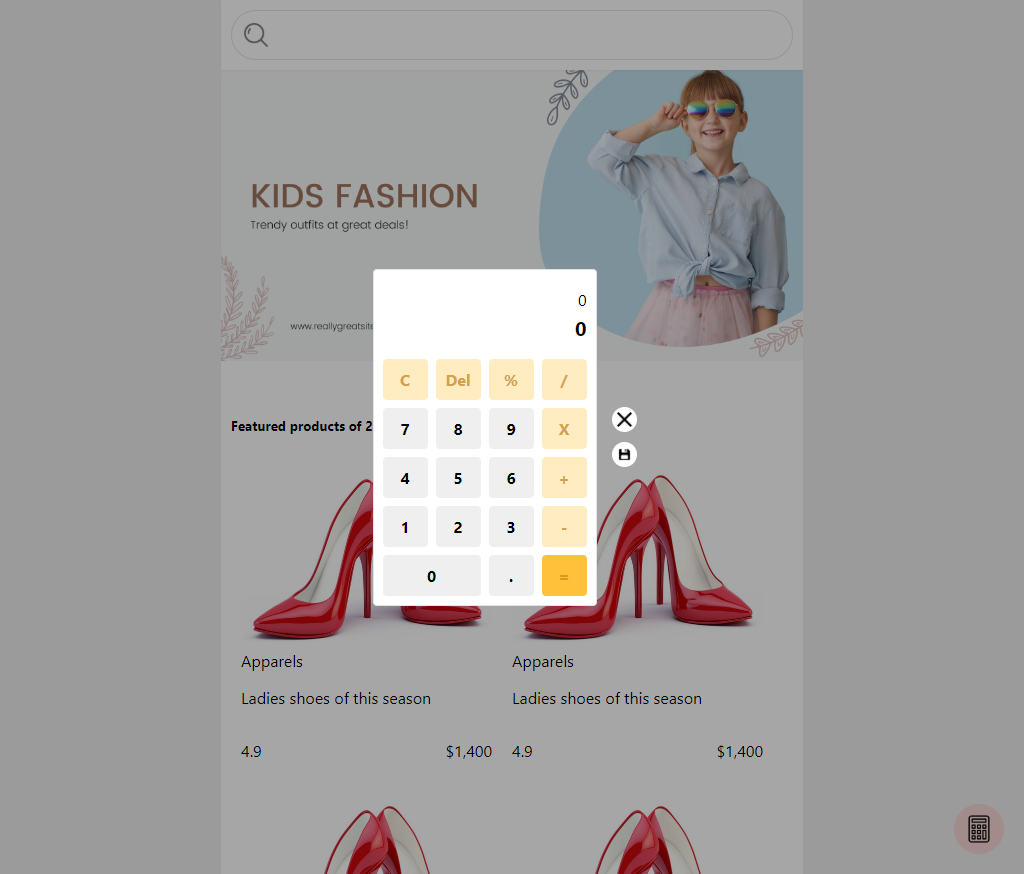 KIDS FASHION
Trendy outfits at great deals!
www.reallygreatsite
0
0
C Del % /
7 8 9 X
4 5 6 +
1 2 3 -
0 . =
Featured products of 2
Apparels Apparels
Ladies shoes of this season Ladies shoes of this season
4.9 $1,400 4.9 $1,400